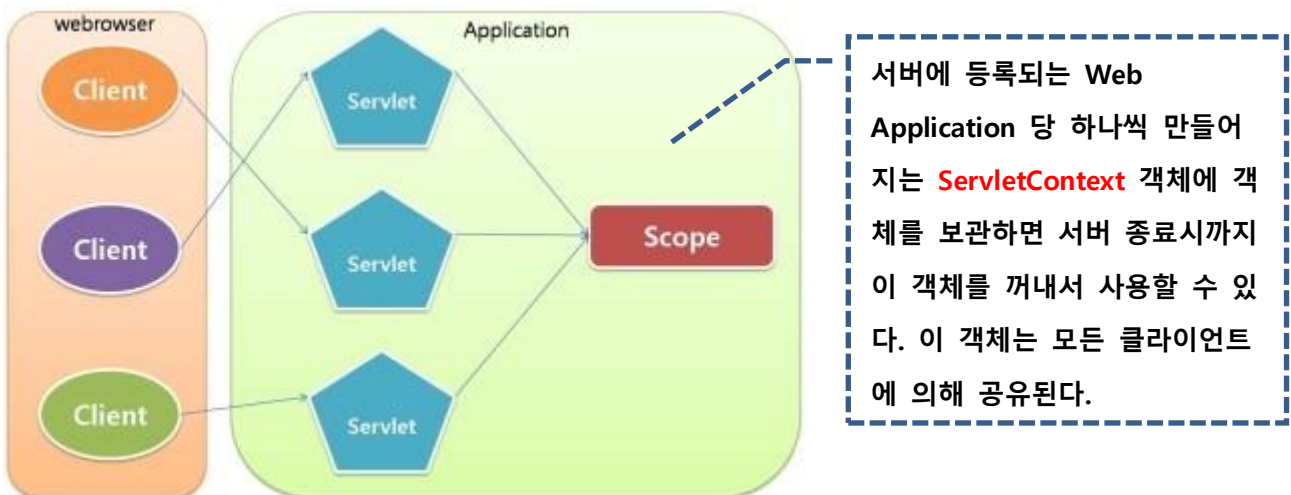 webrowser
Application
Client
Servlet
Client
Servlet
Scope
Client
Servlet
서버에 등록되는 Web
Application 당 하나씩 만들어
지는 ServletContext 객체에 객
체를 보관하면 서버 종료시까지
이 객체를 꺼내서 사용할 수 있
다. 이 객체는 모든 클라이언트
에 의해 공유된다.